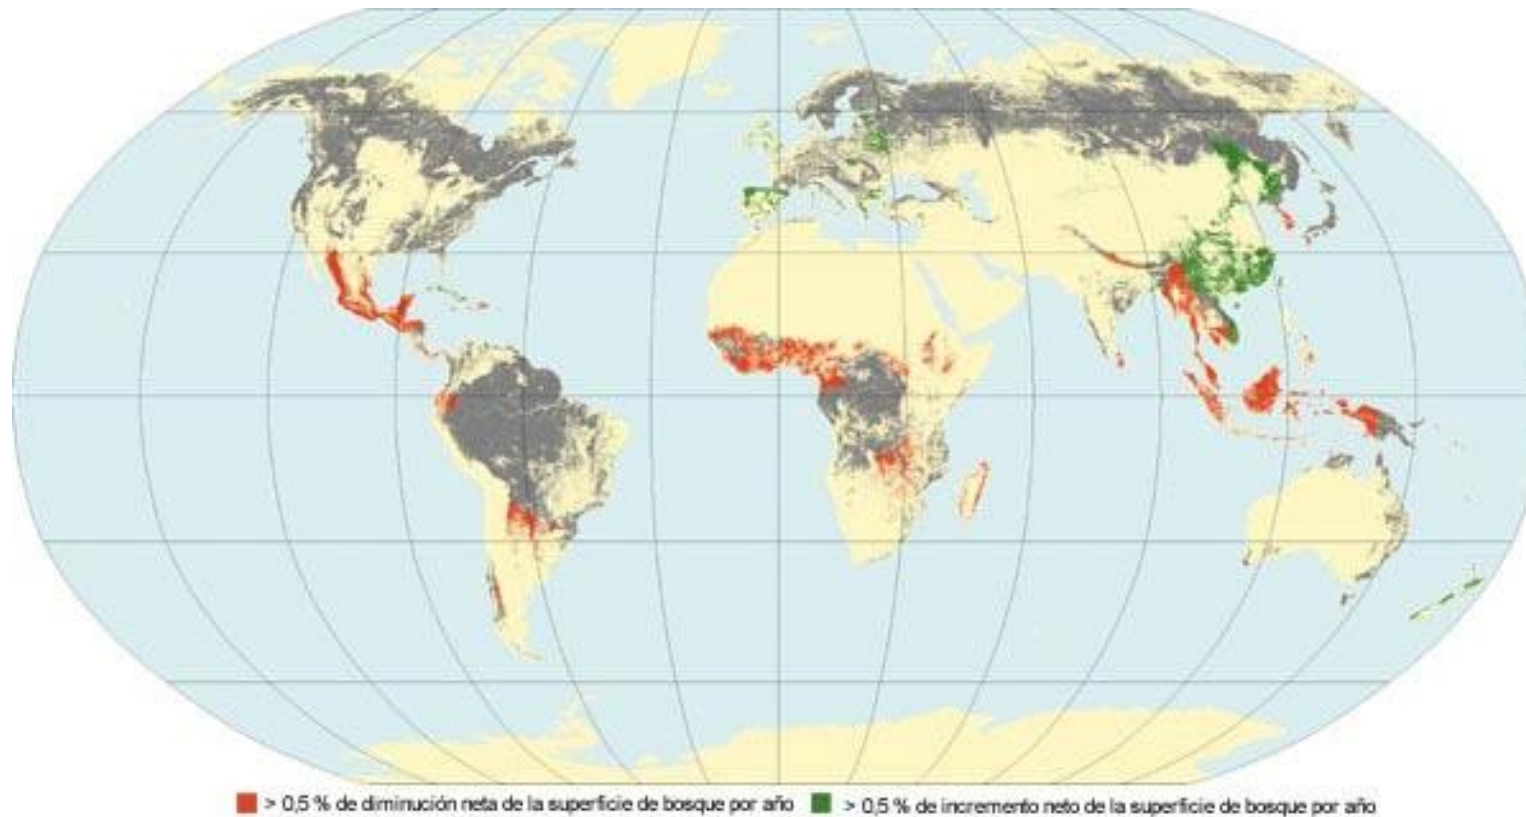 > 0,5 % de diminución neta de la superficie de bosque por año > 0,5 % de incremento neto de la superficie de bosque por año